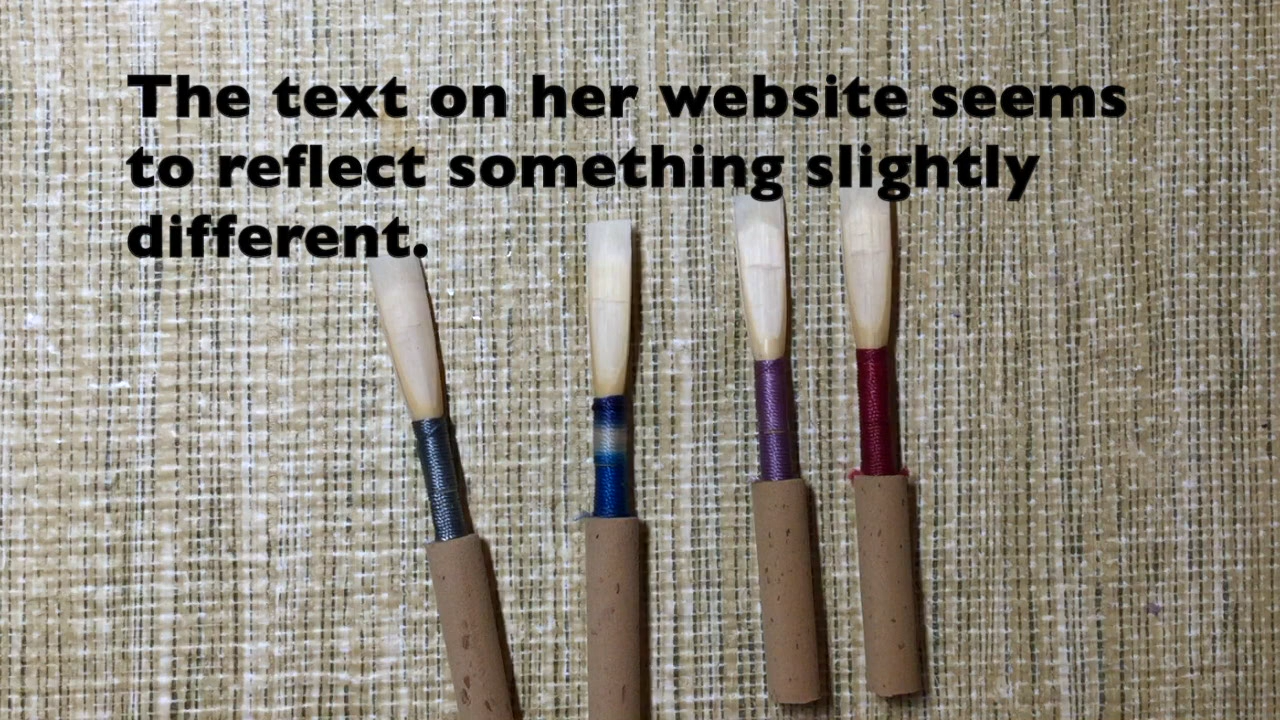 The text on her website seems
to reflect something slightly
different.